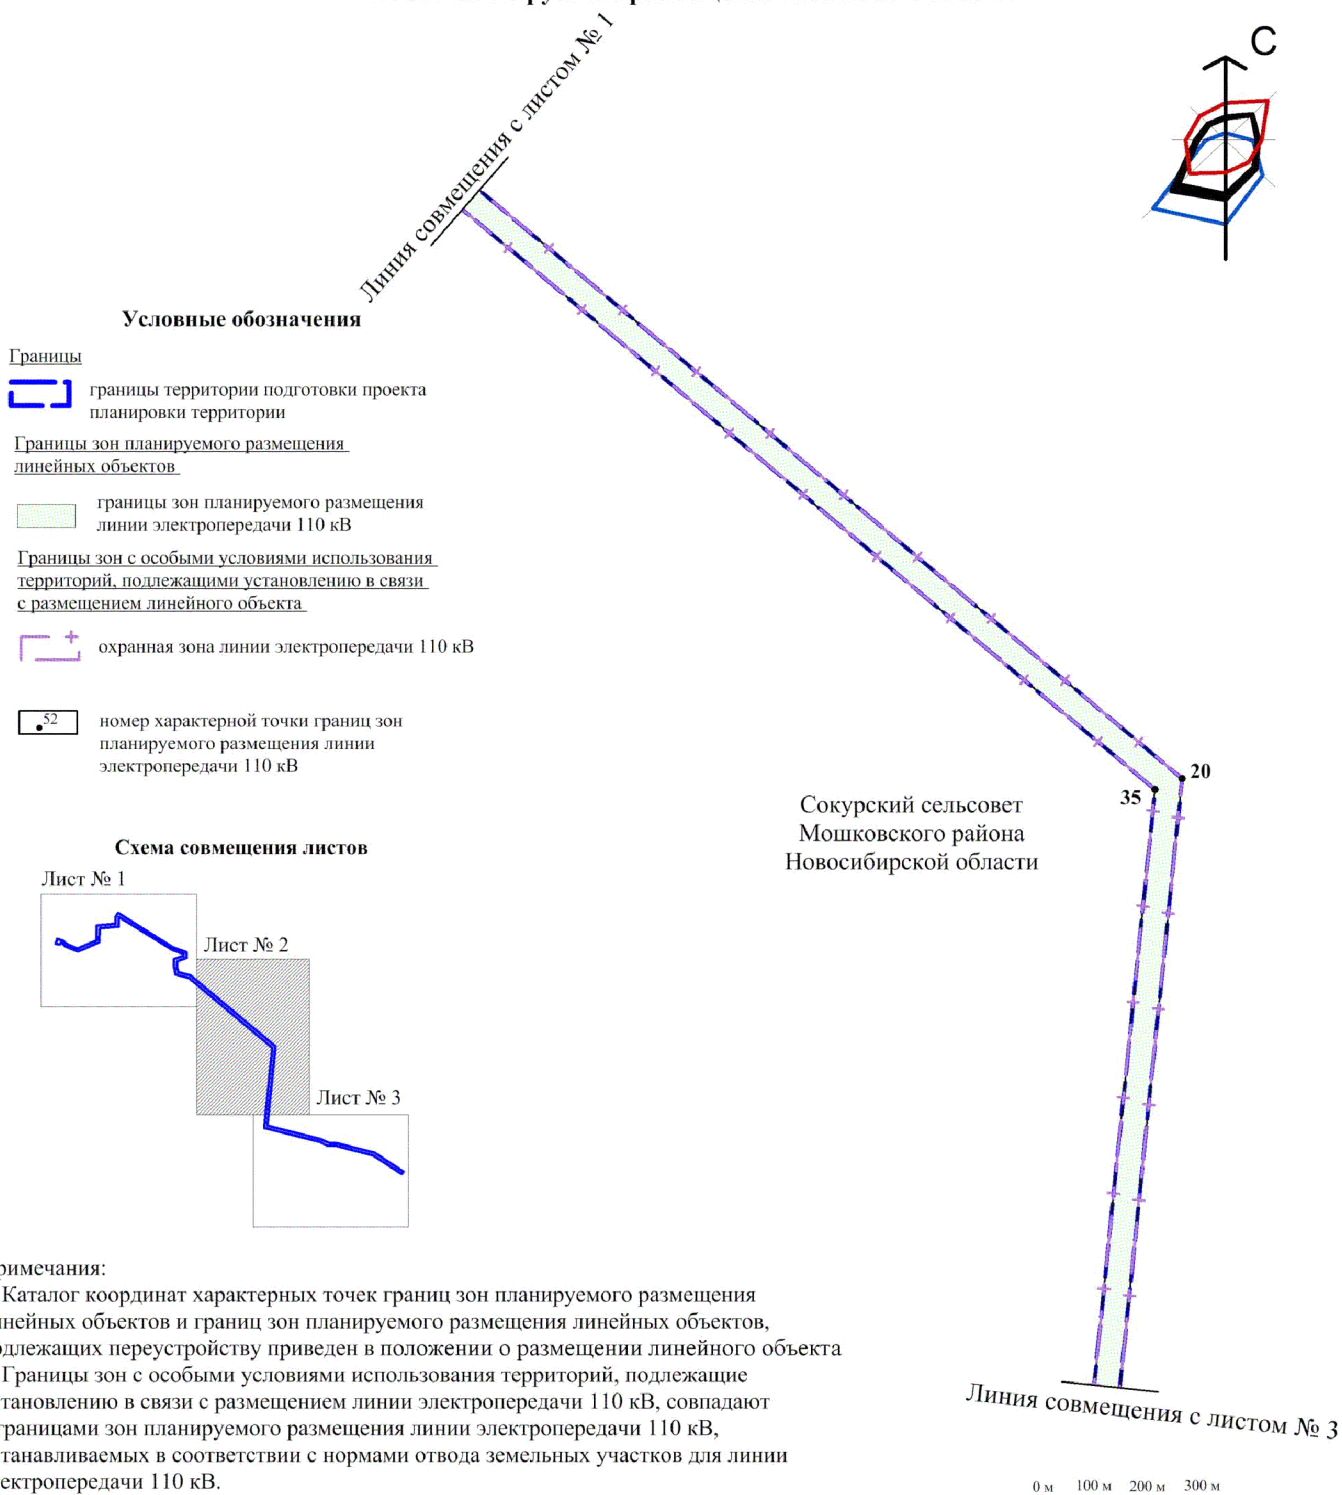 С
Линия совмещения с листом № 1
Условные обозначения
Границы
границы территории подготовки проекта
планировки территории
Границы зон планируемого размещения
линейных объектов
границы зон планируемого размещения
линии электропередачи 110 кВ
Границы зон с особыми условиями использования
территорий, подлежащими установлению в связи
с размещением линейного объекта
охранная зона линии электропередачи 110 кВ
52
номер характерной точки границ зон
планируемого размещения линии
электропередачи 110 кВ
20
35
Сокурский сельсовет
Мошковского района
Новосибирской области
Схема совмещения листов
Лист № 1
Лист № 2
Лист № 3
римечания:
Каталог координат характерных точек границ зон планируемого размещения
нейных объектов и границ зон планируемого размещения линейных объектов,
длежащих переустройству приведен в положении о размещении линейного объекта
Границы зон с особыми условиями использования территорий, подлежащие
тановлению в связи с размещением линии электропередачи 110 кВ, совпадают
границами зон планируемого размещения линии электропередачи 110 кВ,
танавливаемых в соответствии с нормами отвода земельных участков для линии
ектропередачи 110 кВ.
Линия совмещения с листом № 3
0 м 100 м 200 м 300 м